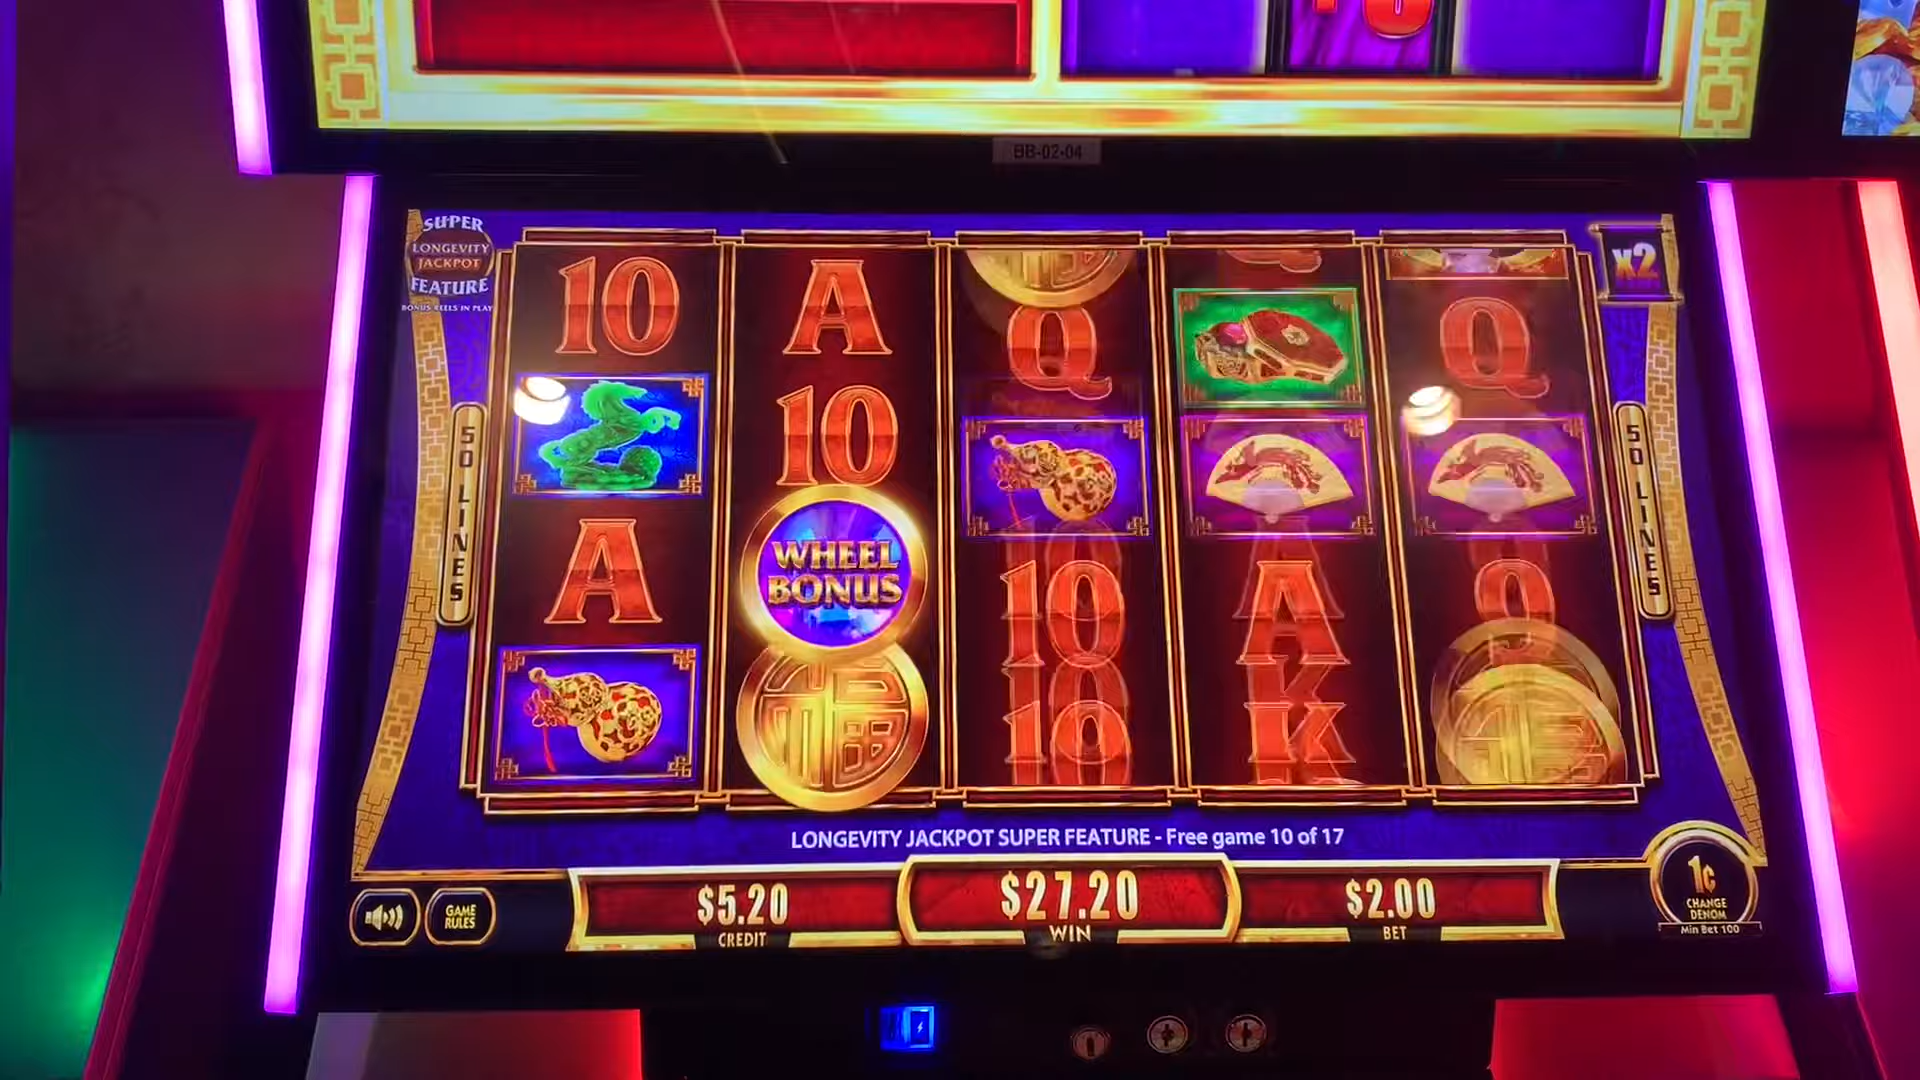 BB-02-04
SUPER
LONGEVITY
JACKPOT
FEATURE
BONUS REELS IN PLAY
x2
50 LINES
50 LINES
10
A
Q
Q
10
WHEEL
BONUS
A
福
10
A
10
K
LONGEVITY JACKPOT SUPER FEATURE - Free game 10 of 17
GAME
RULES
$5.20
CREDIT
$27.20
WIN
$2.00
BET
1¢
CHANGE
DENOM
Min Bet 100